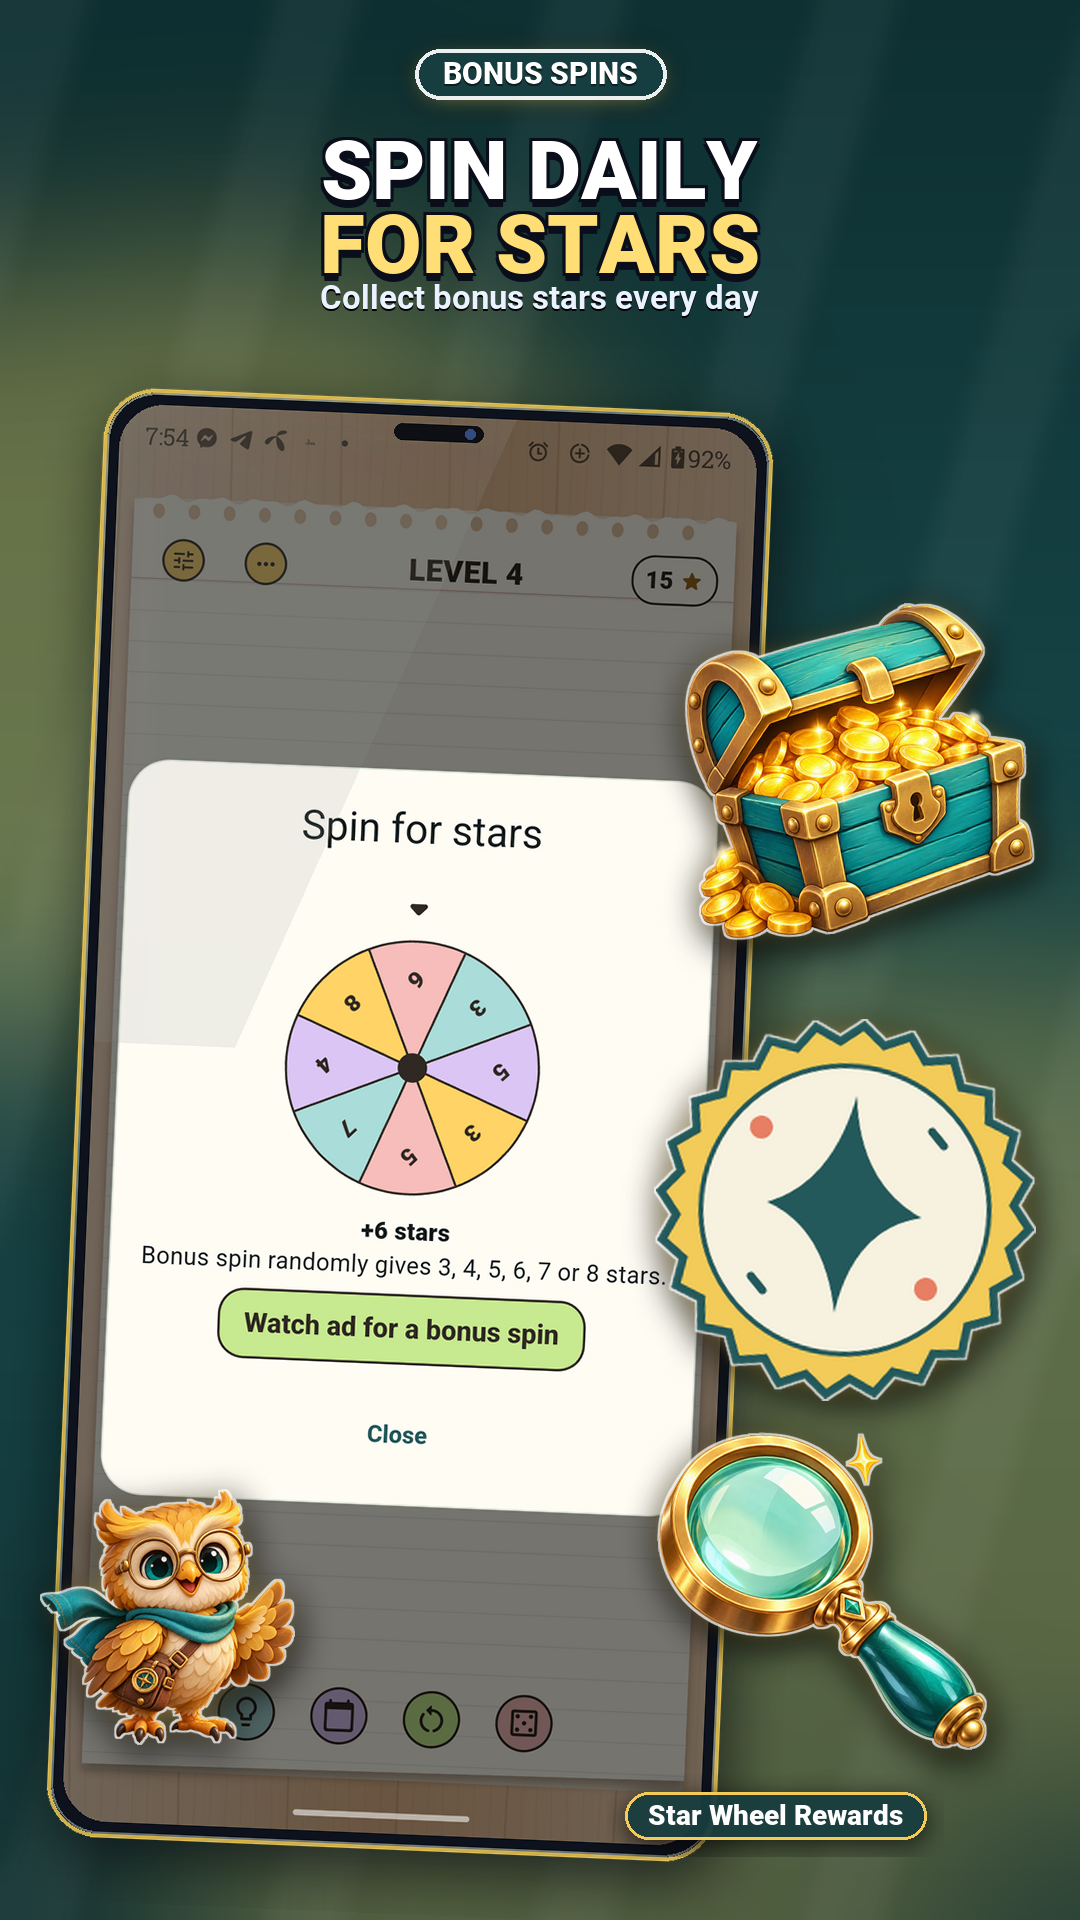 BONUS SPINS
SPIN DAILY
FOR STARS
Collect bonus stars every day
7:54
92%
LEVEL 4
15
Spin for stars
6
8
3
4
5
7
3
5
+6 stars
Bonus spin randomly gives 3, 4, 5, 6, 7 or 8 stars.
Watch ad for a bonus spin
Close
Star Wheel Rewards